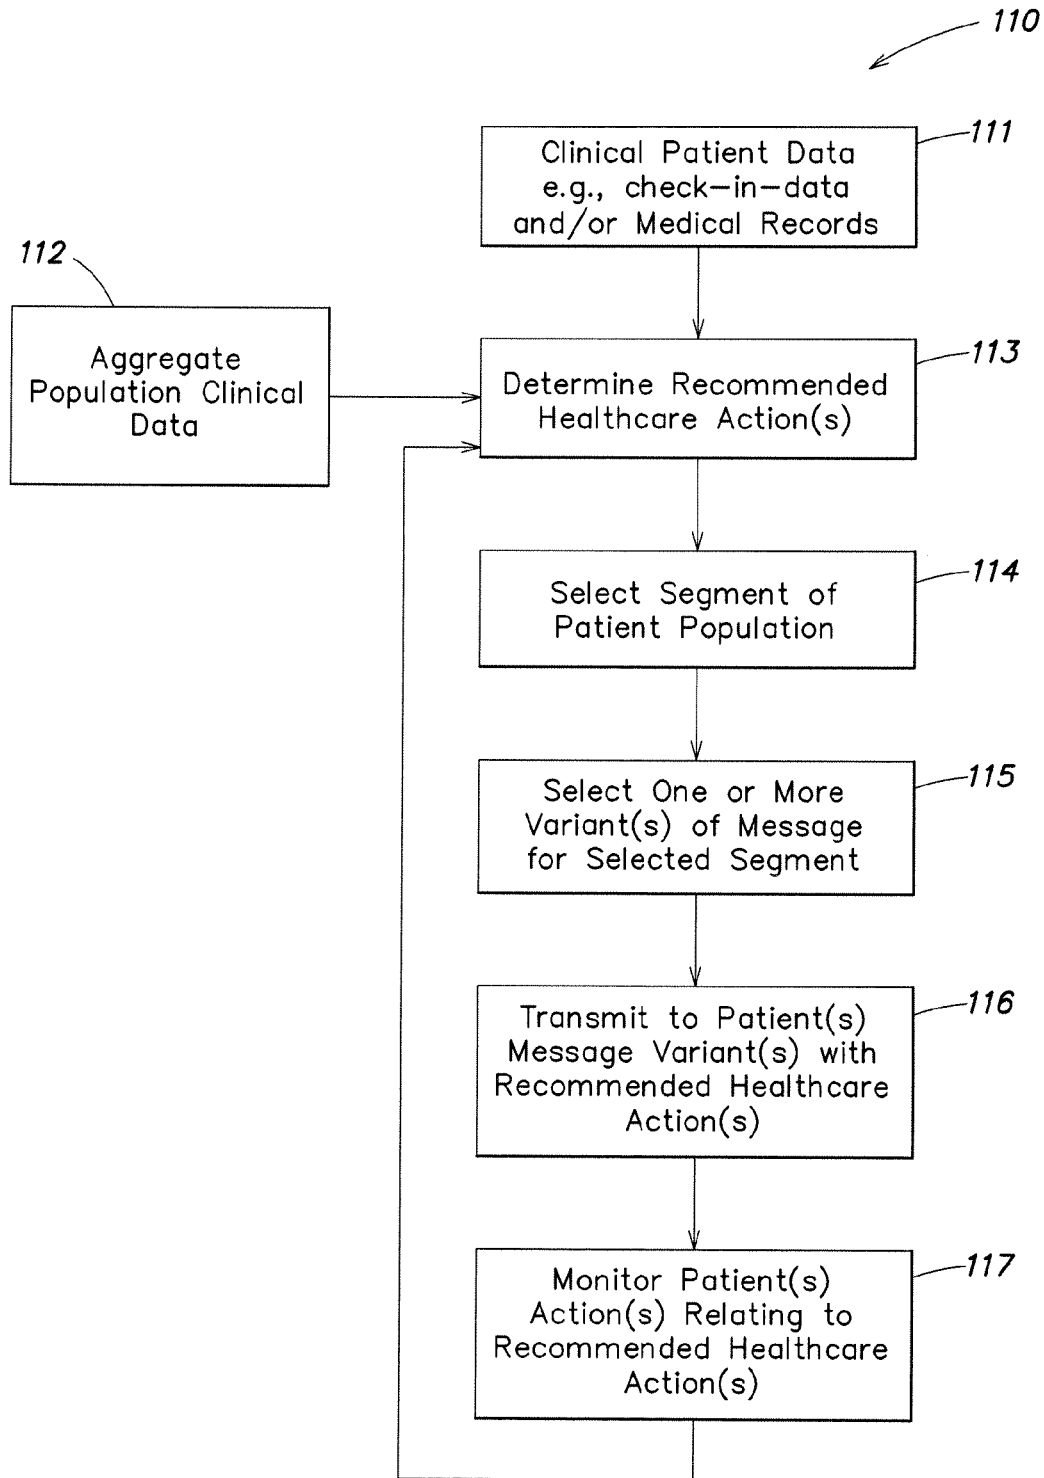 110
111
Clinical Patient Data
e.g., check-in-data
and/or Medical Records
112
Aggregate
Population Clinical
Data
113
Determine Recommended
Healthcare Action(s)
114
Select Segment of
Patient Population
115
Select One or More
Variant(s) of Message
for Selected Segment
116
Transmit to Patient(s)
Message Variant(s) with
Recommended Healthcare
Action(s)
117
Monitor Patient(s)
Action(s) Relating to
Recommended Healthcare
Action(s)